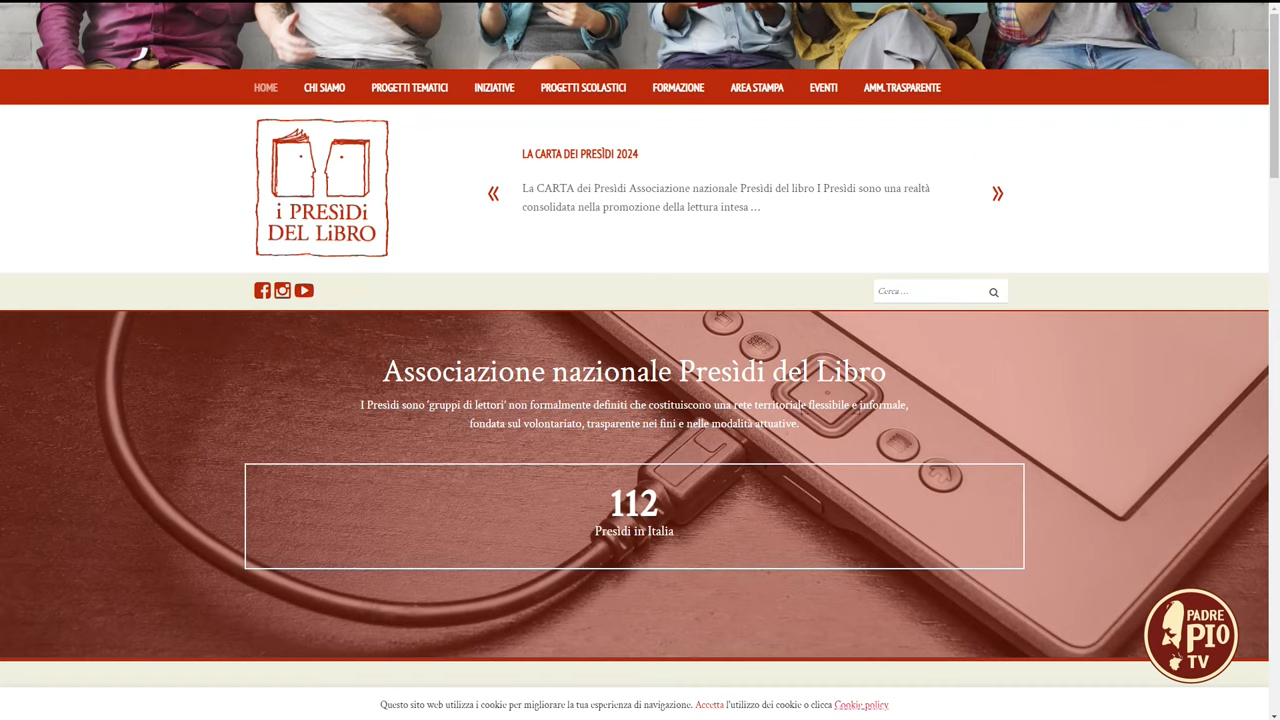 HOME CHI SIAMO PROGETTI TEMATICI INIZIATIVE PROGETTI SCOLASTICI FORMAZIONE AREA STAMPA EVENTI AMM. TRASPARENTE
i PRESìDi
DEL LiBRO
LA CARTA DEI PRESÌDI 2024
«
La CARTA dei Presìdi Associazione nazionale Presìdi del libro I Presìdi sono una realtà
consolidata nella promozione della lettura intesa …
»
Cerca …
Associazione nazionale Presìdi del Libro
I Presìdi sono ‘gruppi di lettori’ non formalmente definiti che costituiscono una rete territoriale flessibile e informale,
fondata sul volontariato, trasparente nei fini e nelle modalità attuative.
112
Presìdi in Italia
PADRE
PIO
TV
Questo sito web utilizza i cookie per migliorare la tua esperienza di navigazione. Accetta l'utilizzo dei cookie o clicca Cookie policy